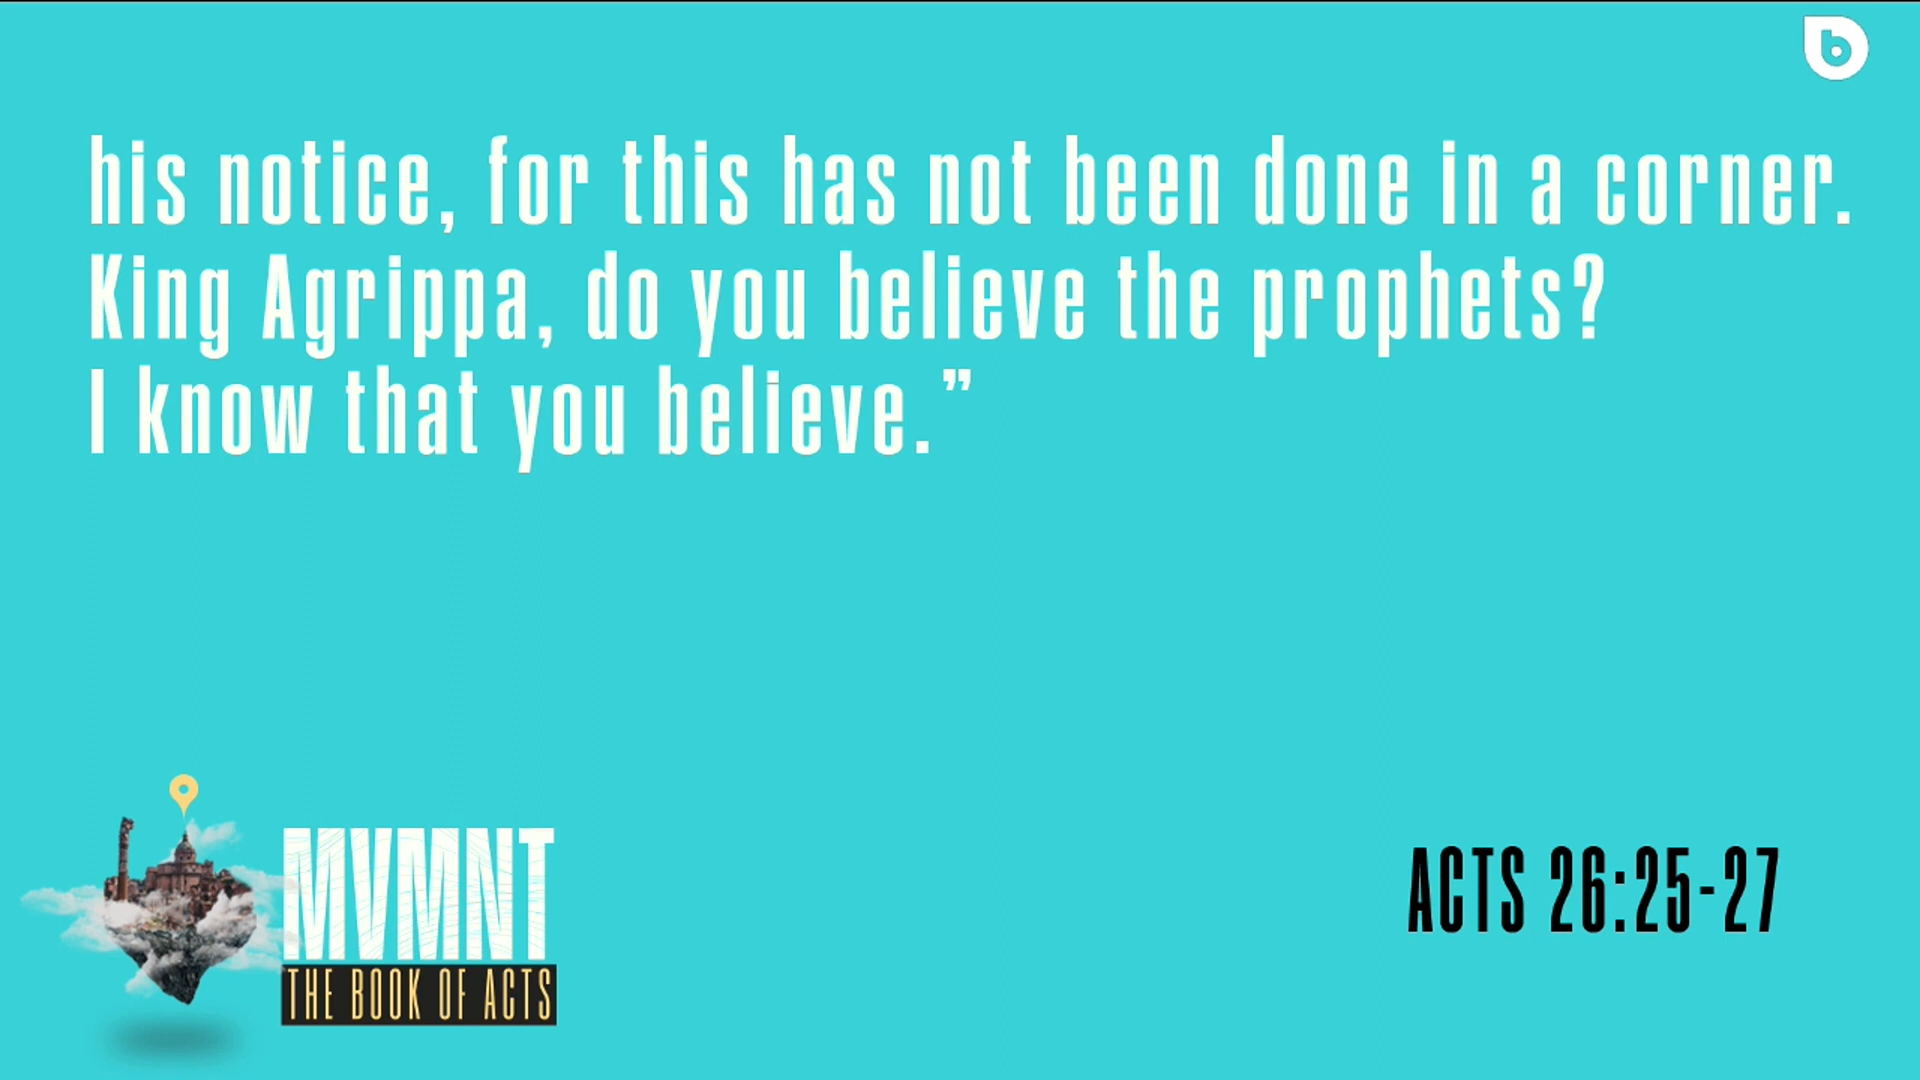 his notice, for this has not been done in a corner.
King Agrippa, do you believe the prophets?
I know that you believe.”
MVMNT
THE BOOK OF ACTS
ACTS 26:25-27
b